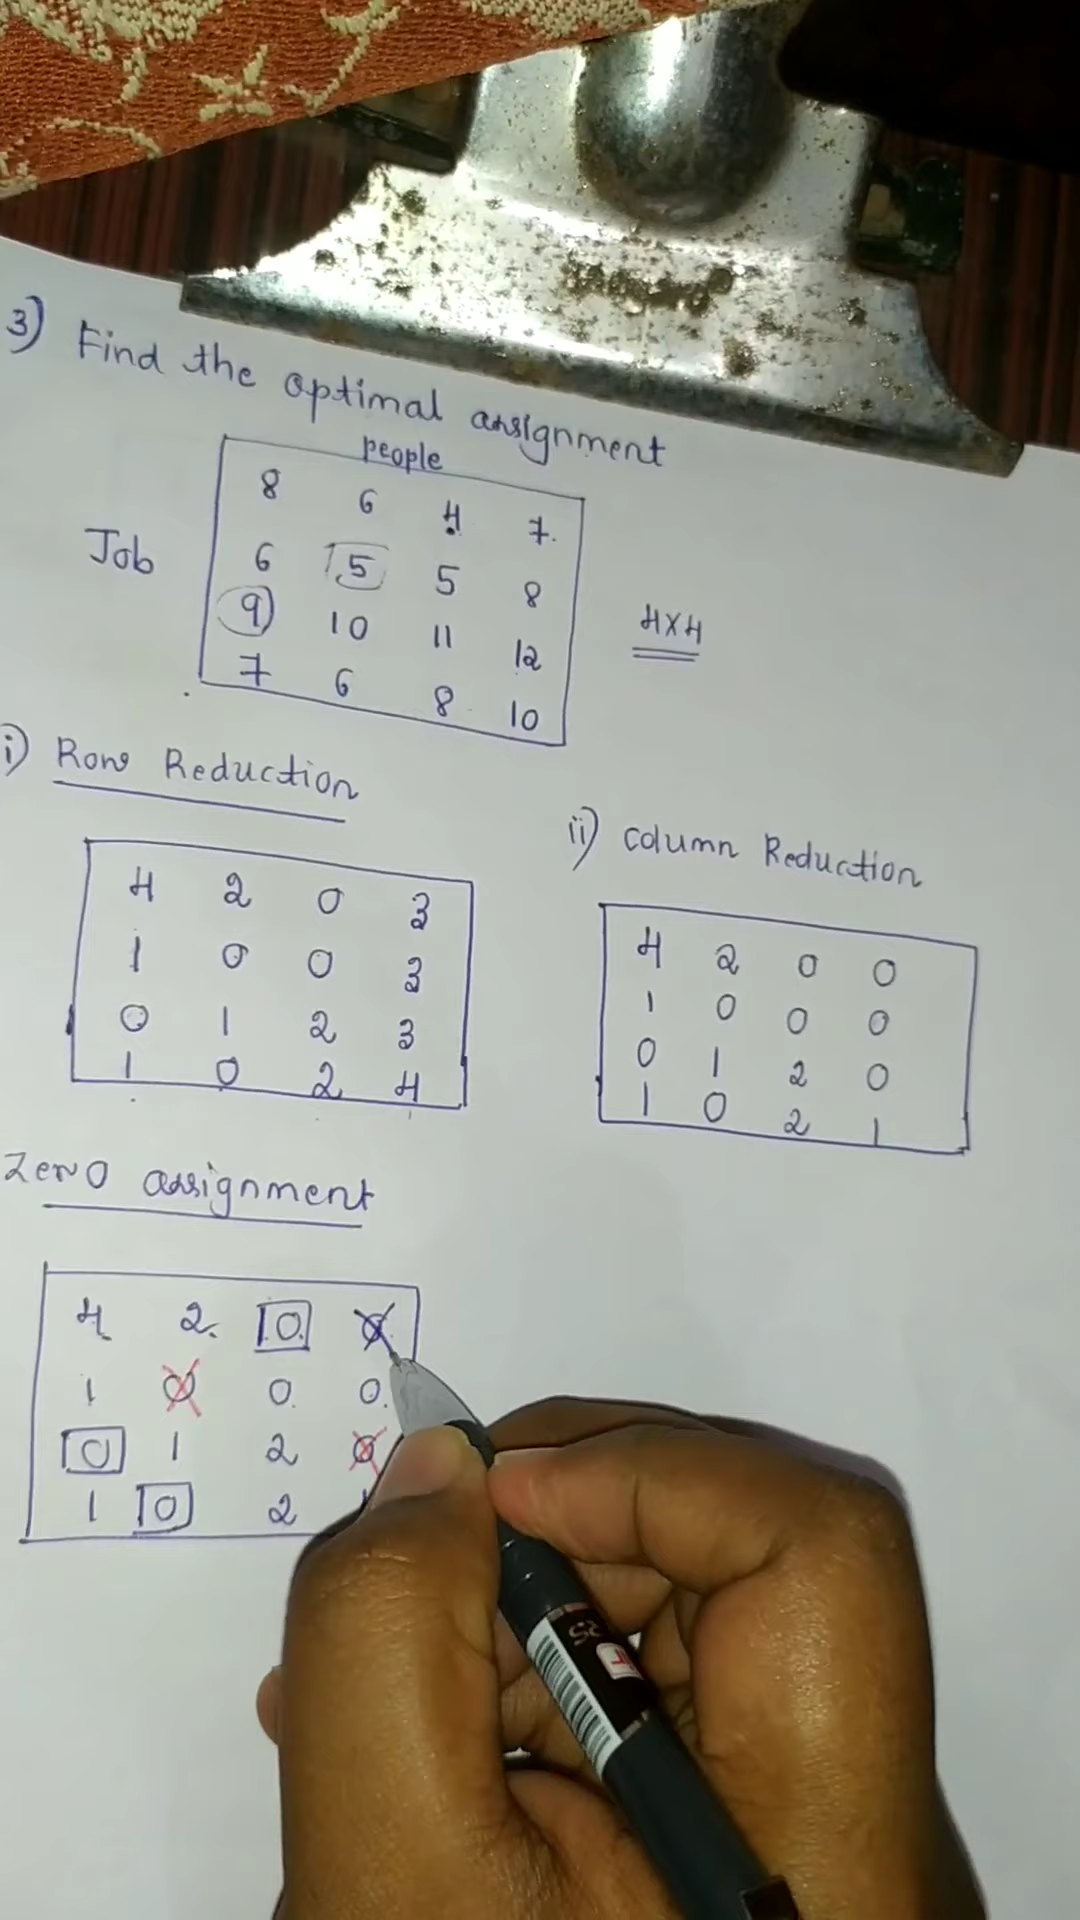 3) Find the optimal assignment
people
8 6 4 7.
Job
6 5 5 8
9 10 11 12
4x4
7 6 8 10
i) Row Reduction
4 2 0 3
1 0 0 3
0 1 2 3
1 0 2 4
ii) column Reduction
4 2 0 0
1 0 0 0
0 1 2 0
1 0 2 1
Zero assignment
4 2 0 0
1 0 0 0
0 1 2 0
1 0 2